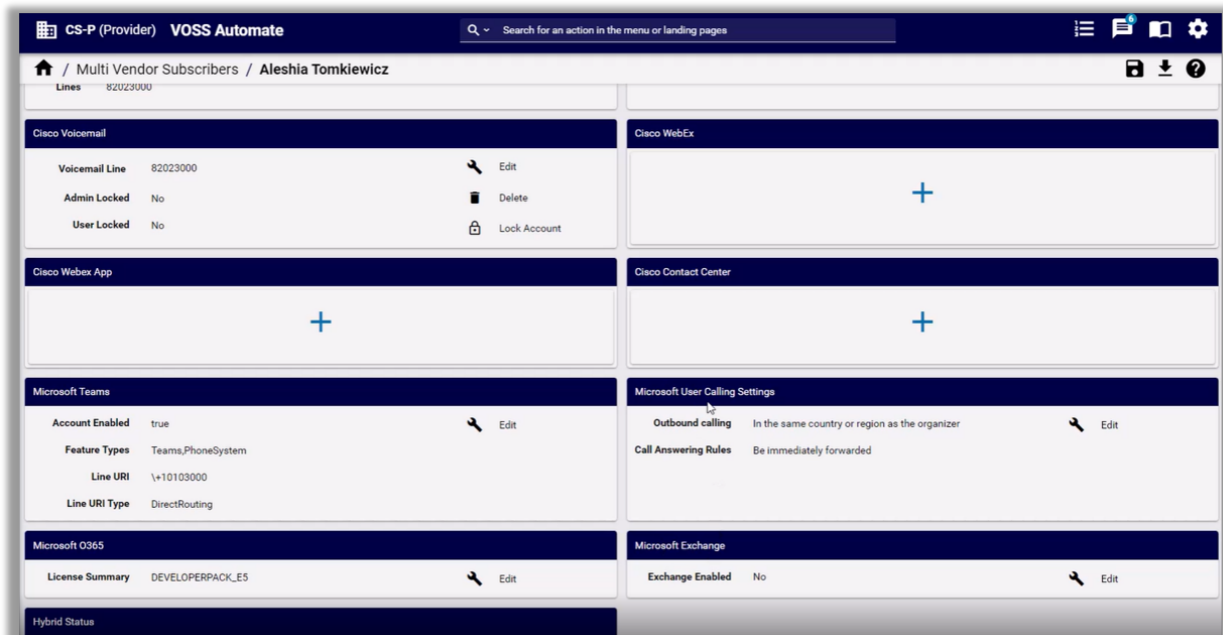 CS-P (Provider) VOSS Automate
Search for an action in the menu or landing pages
6
/ Multi Vendor Subscribers / Aleshia Tomkiewicz
Lines 82023000
Cisco Voicemail
Voicemail Line 82023000
Edit
Admin Locked No
Delete
User Locked No
Lock Account
Cisco WebEx
Cisco Webex App
Cisco Contact Center
Microsoft Teams
Account Enabled true
Edit
Feature Types Teams,PhoneSystem
Line URI \+10103000
Line URI Type DirectRouting
Microsoft User Calling Settings
Outbound calling In the same country or region as the organizer
Edit
Call Answering Rules Be immediately forwarded
Microsoft O365
License Summary DEVELOPERPACK_E5
Edit
Microsoft Exchange
Exchange Enabled No
Edit
Hybrid Status